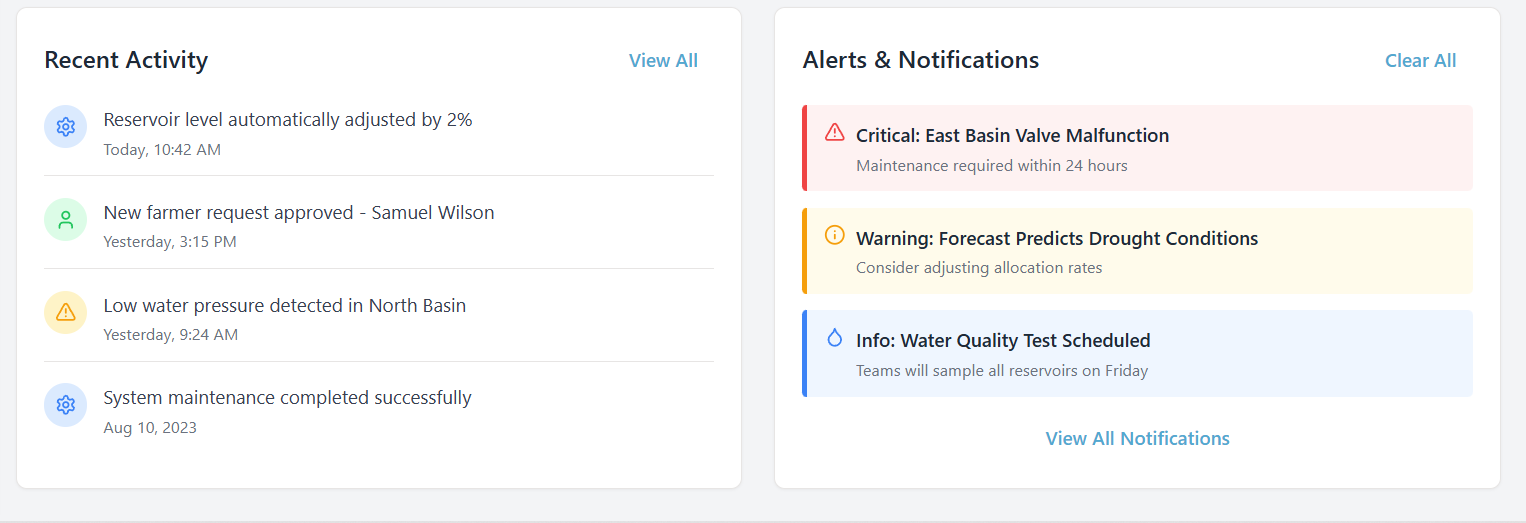 Recent Activity
View All
Reservoir level automatically adjusted by 2%
Today, 10:42 AM
New farmer request approved - Samuel Wilson
Yesterday, 3:15 PM
Low water pressure detected in North Basin
Yesterday, 9:24 AM
System maintenance completed successfully
Aug 10, 2023
Alerts & Notifications
Clear All
Critical: East Basin Valve Malfunction
Maintenance required within 24 hours
Warning: Forecast Predicts Drought Conditions
Consider adjusting allocation rates
Info: Water Quality Test Scheduled
Teams will sample all reservoirs on Friday
View All Notifications